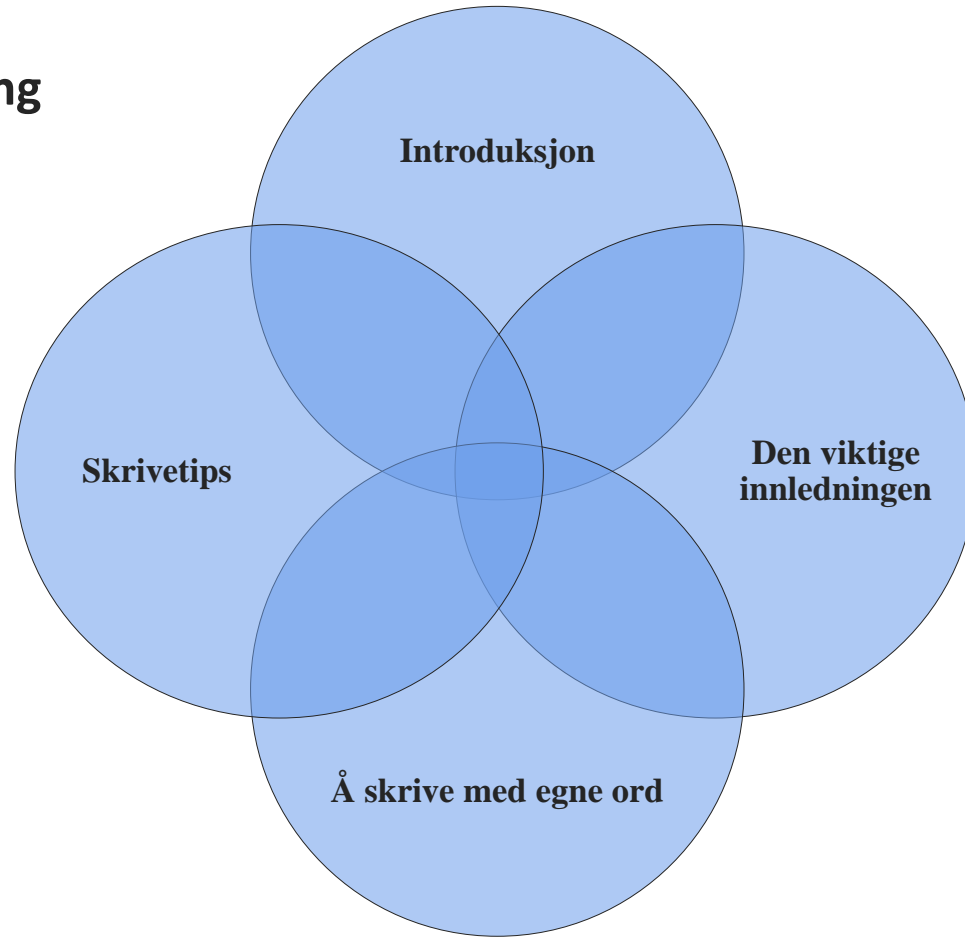 ng
Introduksjon
Skrivetips
Den viktige
innledningen
Å skrive med egne ord